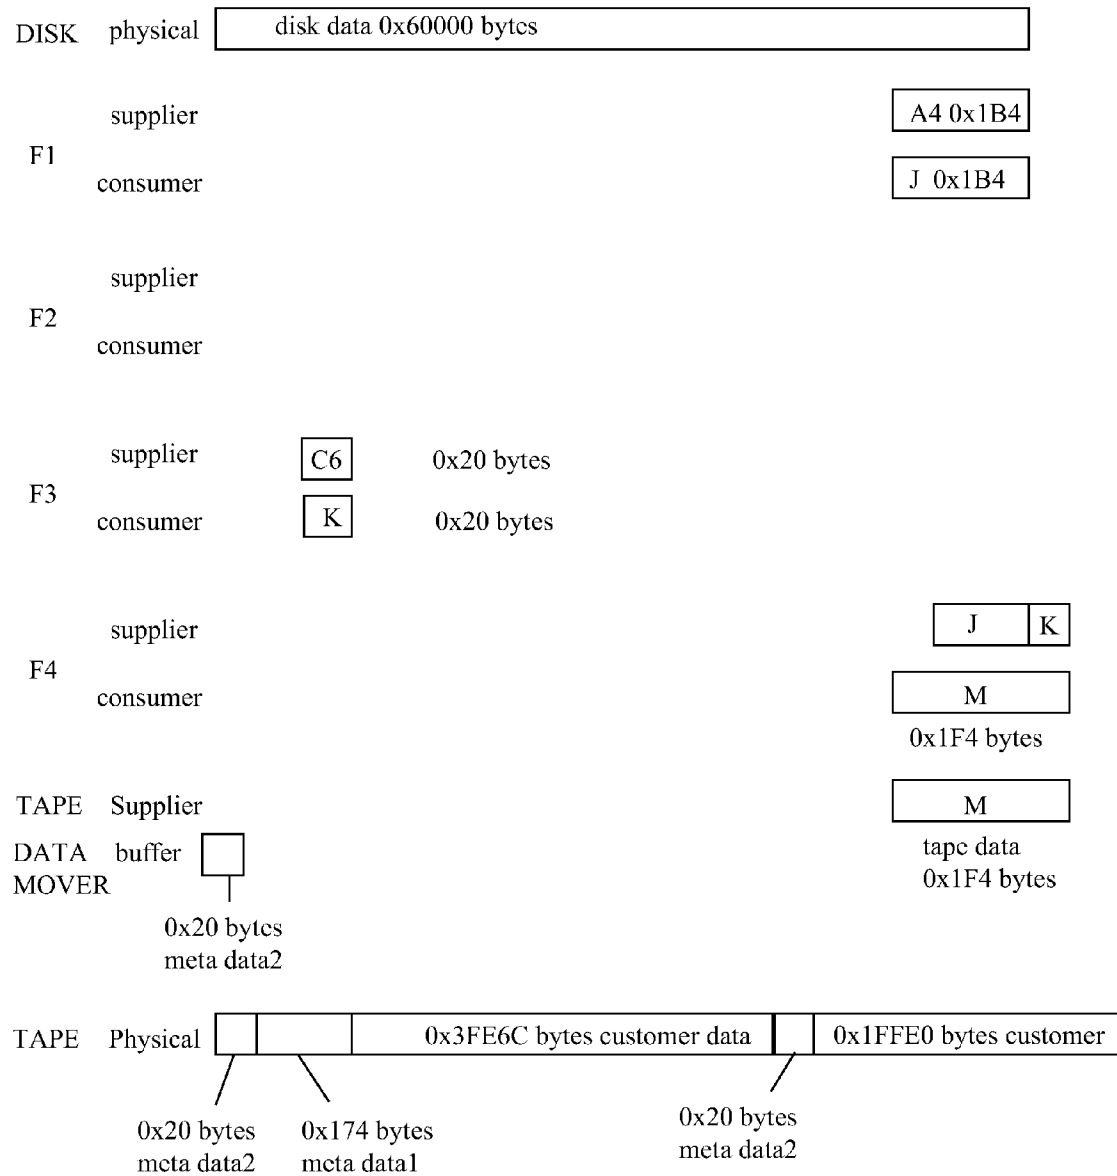 DISK physical disk data 0x60000 bytes
supplier A4 0x1B4
F1
consumer J 0x1B4
supplier
F2
consumer
supplier C6 0x20 bytes
F3
consumer K 0x20 bytes
supplier J K
F4
consumer M
0x1F4 bytes
TAPE Supplier M
DATA buffer tape data
MOVER 0x1F4 bytes
0x20 bytes
meta data2
TAPE Physical 0x3FE6C bytes customer data 0x1FFE0 bytes customer
0x20 bytes 0x174 bytes 0x20 bytes
meta data2 meta data1 meta data2